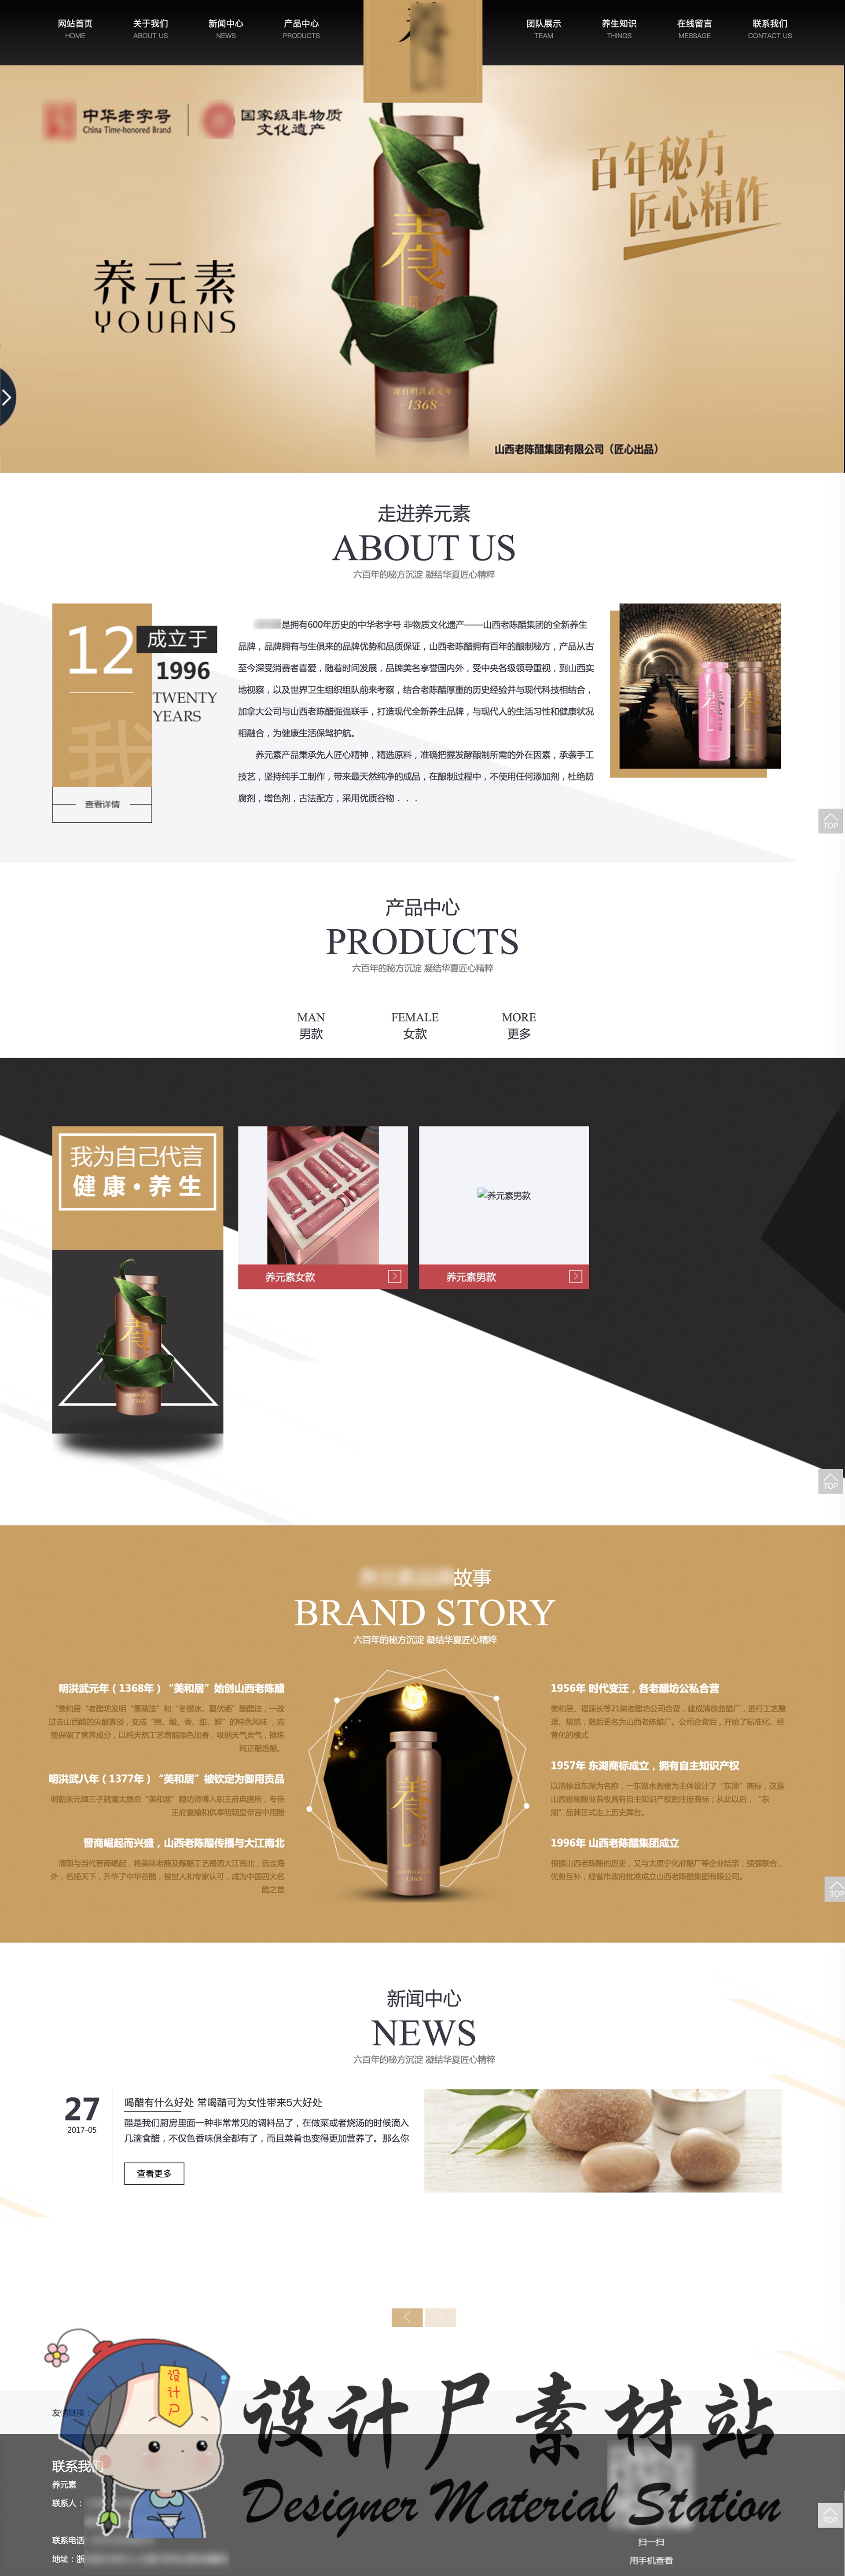 网站首页
HOME
关于我们
ABOUT US
新闻中心
NEWS
产品中心
PRODUCTS
团队展示
TEAM
养生知识
THINGS
在线留言
MESSAGE
联系我们
CONTACT US
中华老字号
China Time-honored Brand
国家级非物质
文化遗产
百年秘方
匠心精作
养元素
YOUANS
源自明洪武元年
-1368-
山西老陈醋集团有限公司（匠心出品）
走进养元素
ABOUT US
六百年的秘方沉淀 凝结华夏匠心精粹
12
成立于
1996
TWENTY
YEARS
我
查看详情
是拥有600年历史的中华老字号 非物质文化遗产——山西老陈醋集团的全新养生
品牌，品牌拥有与生俱来的品牌优势和品质保证，山西老陈醋拥有百年的酿制秘方，产品从古
至今深受消费者喜爱，随着时间发展，品牌美名享誉国内外，受中央各级领导重视，到山西实
地视察，以及世界卫生组织组队前来考察，结合老陈醋厚重的历史经验并与现代科技相结合，
加拿大公司与山西老陈醋强强联手，打造现代全新养生品牌，与现代人的生活习性和健康状况
相融合，为健康生活保驾护航。
养元素产品秉承先人匠心精神，精选原料，准确把握发酵酿制所需的外在因素，承袭手工
技艺，坚持纯手工制作，带来最天然纯净的成品，在酿制过程中，不使用任何添加剂，杜绝防
腐剂，增色剂，古法配方，采用优质谷物．．．
TOP
产品中心
PRODUCTS
六百年的秘方沉淀 凝结华夏匠心精粹
MAN
男款
FEMALE
女款
MORE
更多
我为自己代言
健康·养生
养元素男款
养元素女款
养元素男款
TOP
故事
BRAND STORY
六百年的秘方沉淀 凝结华夏匠心精粹
明洪武元年（1368年）“美和居”始创山西老陈醋
“美和居”老醋坊发明“熏蒸法”和“冬捞冰、夏伏晒”酿醋法，一改
过去山西醋的尖酸寡淡，变成“绵、酸、香、甜、鲜”的特色风味，完
整保留了营养成分，以纯天然工艺增酯添色加香，吸纳天气灵气，提炼
纯正醋造醋。
明洪武八年（1377年）“美和居”被钦定为御用贡品
明朝朱元璋三子就藩太原命“美和居”醋坊师傅入职王府典膳所，专侍
王府宴飨和供奉明朝皇帝宫中用醋
晋商崛起而兴盛，山西老陈醋传播与大江南北
清朝与当代晋商崛起，将美味老醋及酿醋工艺播洒大江南北，远走海
外，名扬天下，升华了中华谷醋，被世人和专家认可，成为中国四大名
醋之首
1368
1956年 时代变迁，各老醋坊公私合营
美和居、福源长等21架老醋坊公司合营，建成清徐曲醋厂，进行工艺整
理、规范，融后更名为山西老陈醋厂。公司合营后，开始了标准化、经
营化的模式
1957年 东湖商标成立，拥有自主知识产权
以清徐县东湖为名称，一东湖水阁楼为主体设计了“东湖”商标，这是
山西省制醋业首枚具有自主知识产权的注册商标；从此以后，“东
湖”品牌正式走上历史舞台。
1996年 山西老陈醋集团成立
根据山西老陈醋的历史，又与太原宁化府醋厂等企业结亲，强强联合，
优势互补，经省市政府批准成立山西老陈醋集团有限公司。
TOP
新闻中心
NEWS
六百年的秘方沉淀 凝结华夏匠心精粹
27
2017-05
喝醋有什么好处 常喝醋可为女性带来5大好处
醋是我们厨房里面一种非常常见的调料品了，在做菜或者烧汤的时候滴入
几滴食醋，不仅色香味俱全都有了，而且菜肴也变得更加营养了。那么你
查看更多
设计尸
设计尸素材站
Designer Material Station
友情链接：
联系我们
养元素
联系人：
联系电话
地址：浙
扫一扫
用手机查看
TOP